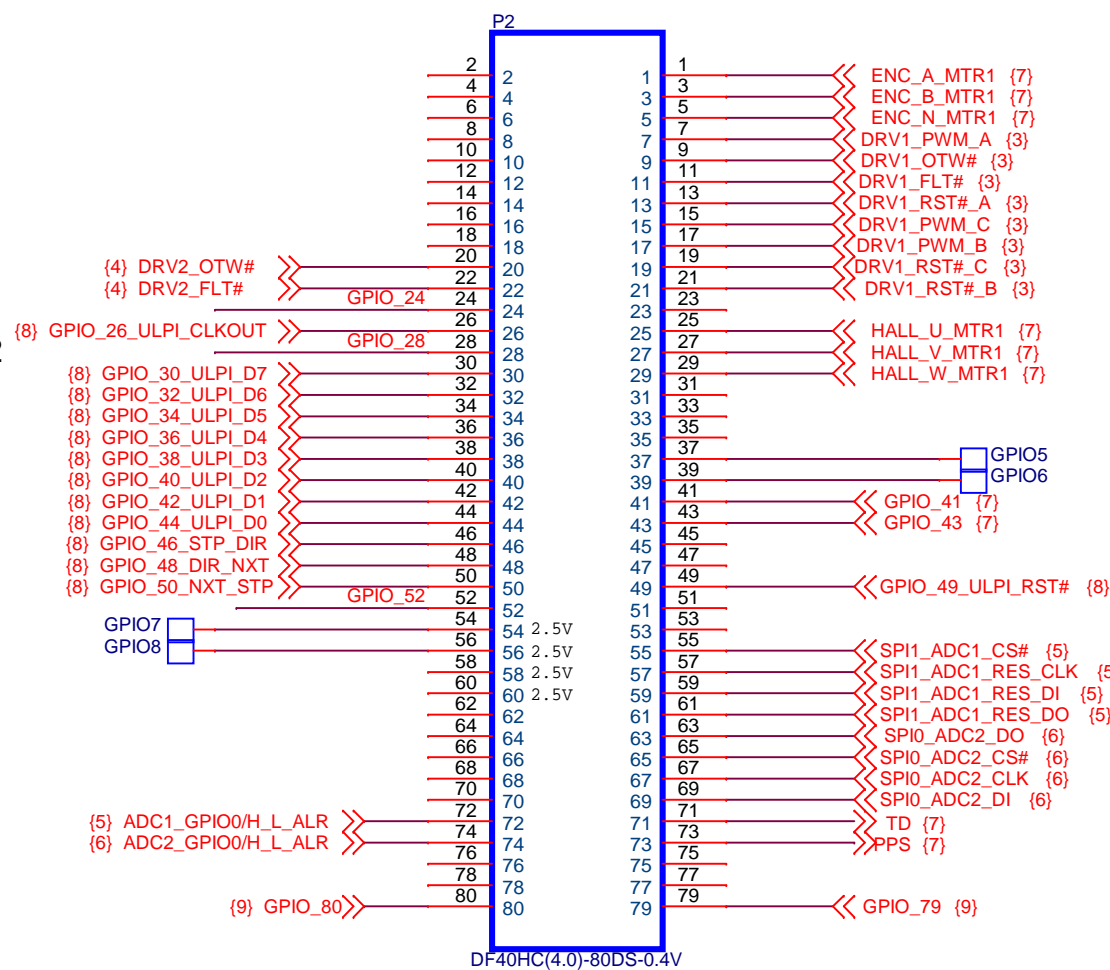 P2
2 2 1 1 ENC_A_MTR1 {7}
4 4 3 3 ENC_B_MTR1 {7}
6 6 5 5 ENC_N_MTR1 {7}
8 8 7 7 DRV1_PWM_A {3}
10 10 9 9 DRV1_OTW# {3}
12 12 11 11 DRV1_FLT# {3}
14 14 13 13 DRV1_RST#_A {3}
16 16 15 15 DRV1_PWM_C {3}
18 18 17 17 DRV1_PWM_B {3}
{4} DRV2_OTW# 20 20 19 19 DRV1_RST#_C {3}
{4} DRV2_FLT# 22 22 21 21 DRV1_RST#_B {3}
GPIO_24 24 24 23 23
{8} GPIO_26_ULPI_CLKOUT 26 26 25 25 HALL_U_MTR1 {7}
GPIO_28 28 28 27 27 HALL_V_MTR1 {7}
{8} GPIO_30_ULPI_D7 30 30 29 29 HALL_W_MTR1 {7}
{8} GPIO_32_ULPI_D6 32 32 31 31
{8} GPIO_34_ULPI_D5 34 34 33 33
{8} GPIO_36_ULPI_D4 36 36 35 35
{8} GPIO_38_ULPI_D3 38 38 37 37 GPIO5
{8} GPIO_40_ULPI_D2 40 40 39 39 GPIO6
{8} GPIO_42_ULPI_D1 42 42 41 41 GPIO_41 {7}
{8} GPIO_44_ULPI_D0 44 44 43 43 GPIO_43 {7}
{8} GPIO_46_STP_DIR 46 46 45 45
{8} GPIO_48_DIR_NXT 48 48 47 47
{8} GPIO_50_NXT_STP 50 50 49 49 GPIO_49_ULPI_RST# {8}
GPIO_52 52 52 51 51
GPIO7 54 54 2.5V 53 53
GPIO8 56 56 2.5V 55 55 SPI1_ADC1_CS# {5}
58 58 2.5V 57 57 SPI1_ADC1_RES_CLK {5
60 60 2.5V 59 59 SPI1_ADC1_RES_DI {5}
62 62 61 61 SPI1_ADC1_RES_DO {5}
64 64 63 63 SPI0_ADC2_DO {6}
66 66 65 65 SPI0_ADC2_CS# {6}
68 68 67 67 SPI0_ADC2_CLK {6}
70 70 69 69 SPI0_ADC2_DI {6}
{5} ADC1_GPIO0/H_L_ALR 72 72 71 71 TD {7}
{6} ADC2_GPIO0/H_L_ALR 74 74 73 73 PPS {7}
76 76 75 75
78 78 77 77
{9} GPIO_80 80 80 79 79 GPIO_79 {9}
DF40HC(4.0)-80DS-0.4V